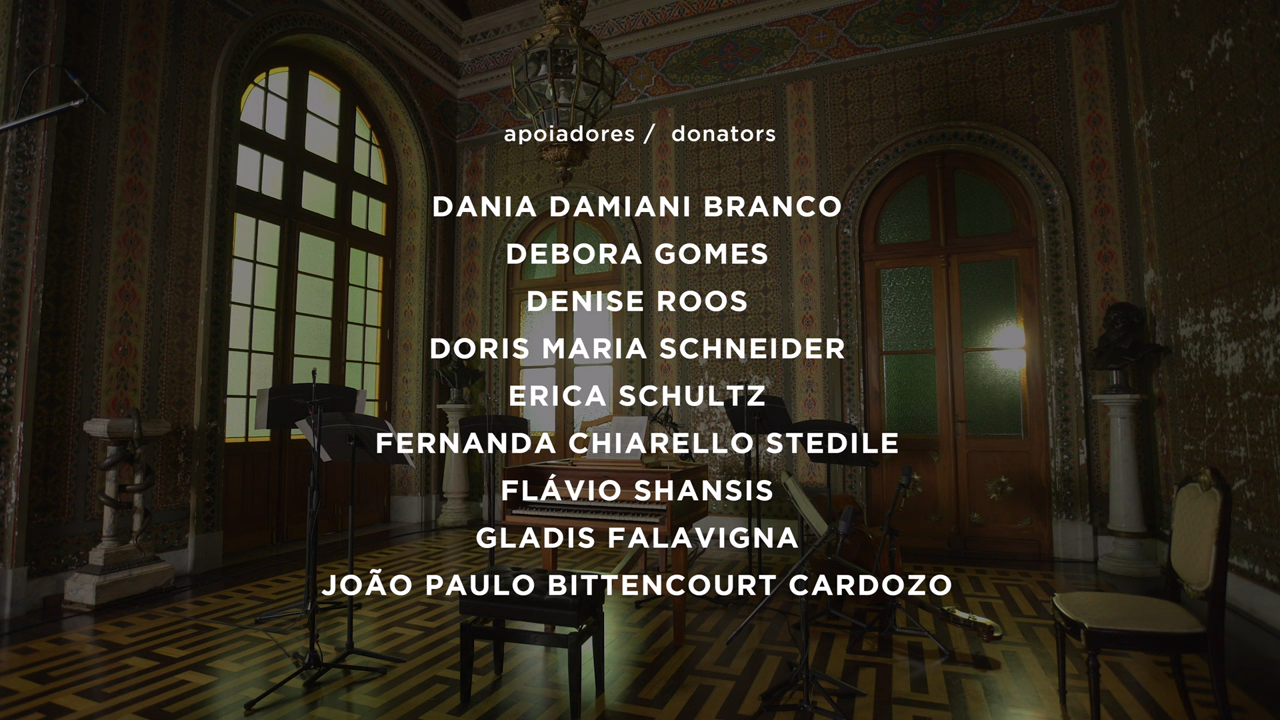 apoiadores / donators
DANIA DAMIANI BRANCO
DEBORA GOMES
DENISE ROOS
DORIS MARIA SCHNEIDER
ERICA SCHULTZ
FERNANDA CHIARELLO STEDILE
FLÁVIO SHANSIS
GLADIS FALAVIGNA
JOÃO PAULO BITTENCOURT CARDOZO